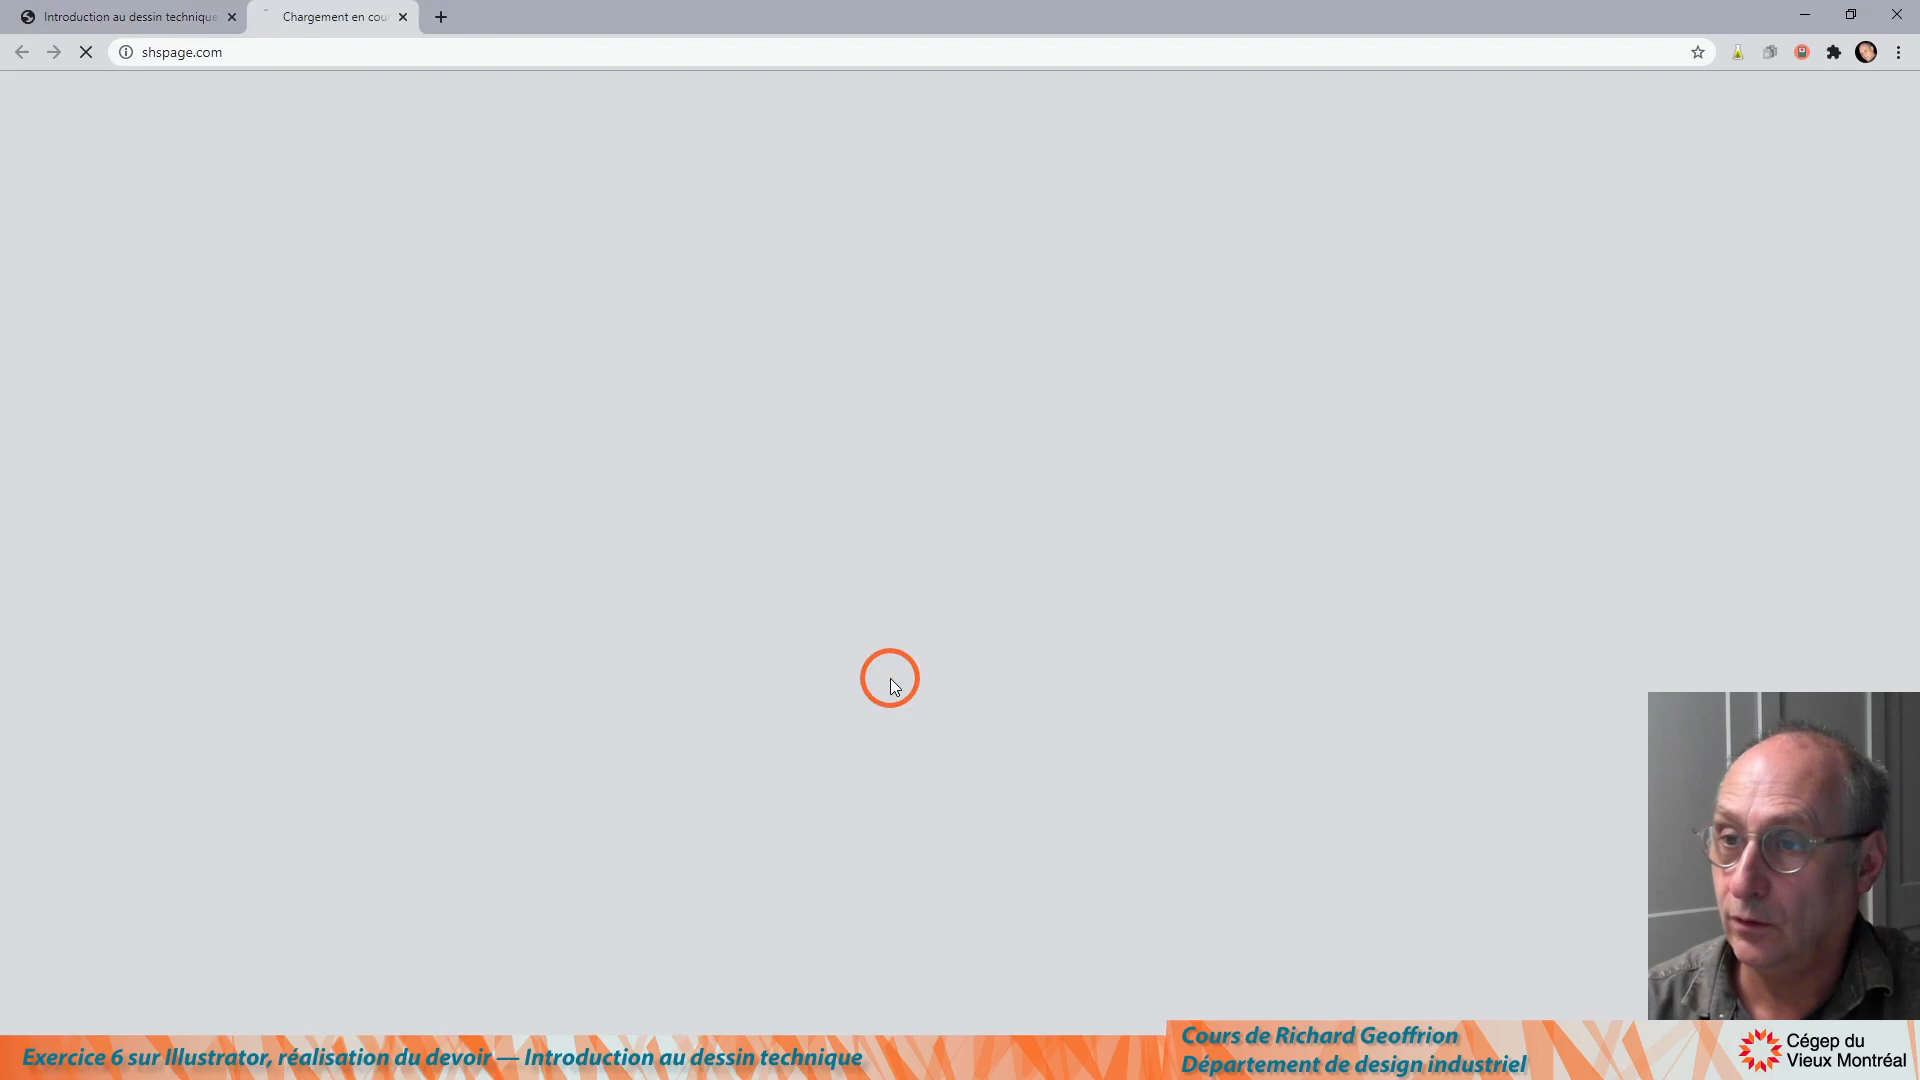 Introduction au dessin technique
Chargement en cou
shspage.com
Exercice 6 sur Illustrator, réalisation du devoir — Introduction au dessin technique
Cours de Richard Geoffrion
Département de design industriel
Cégep du
Vieux Montréal